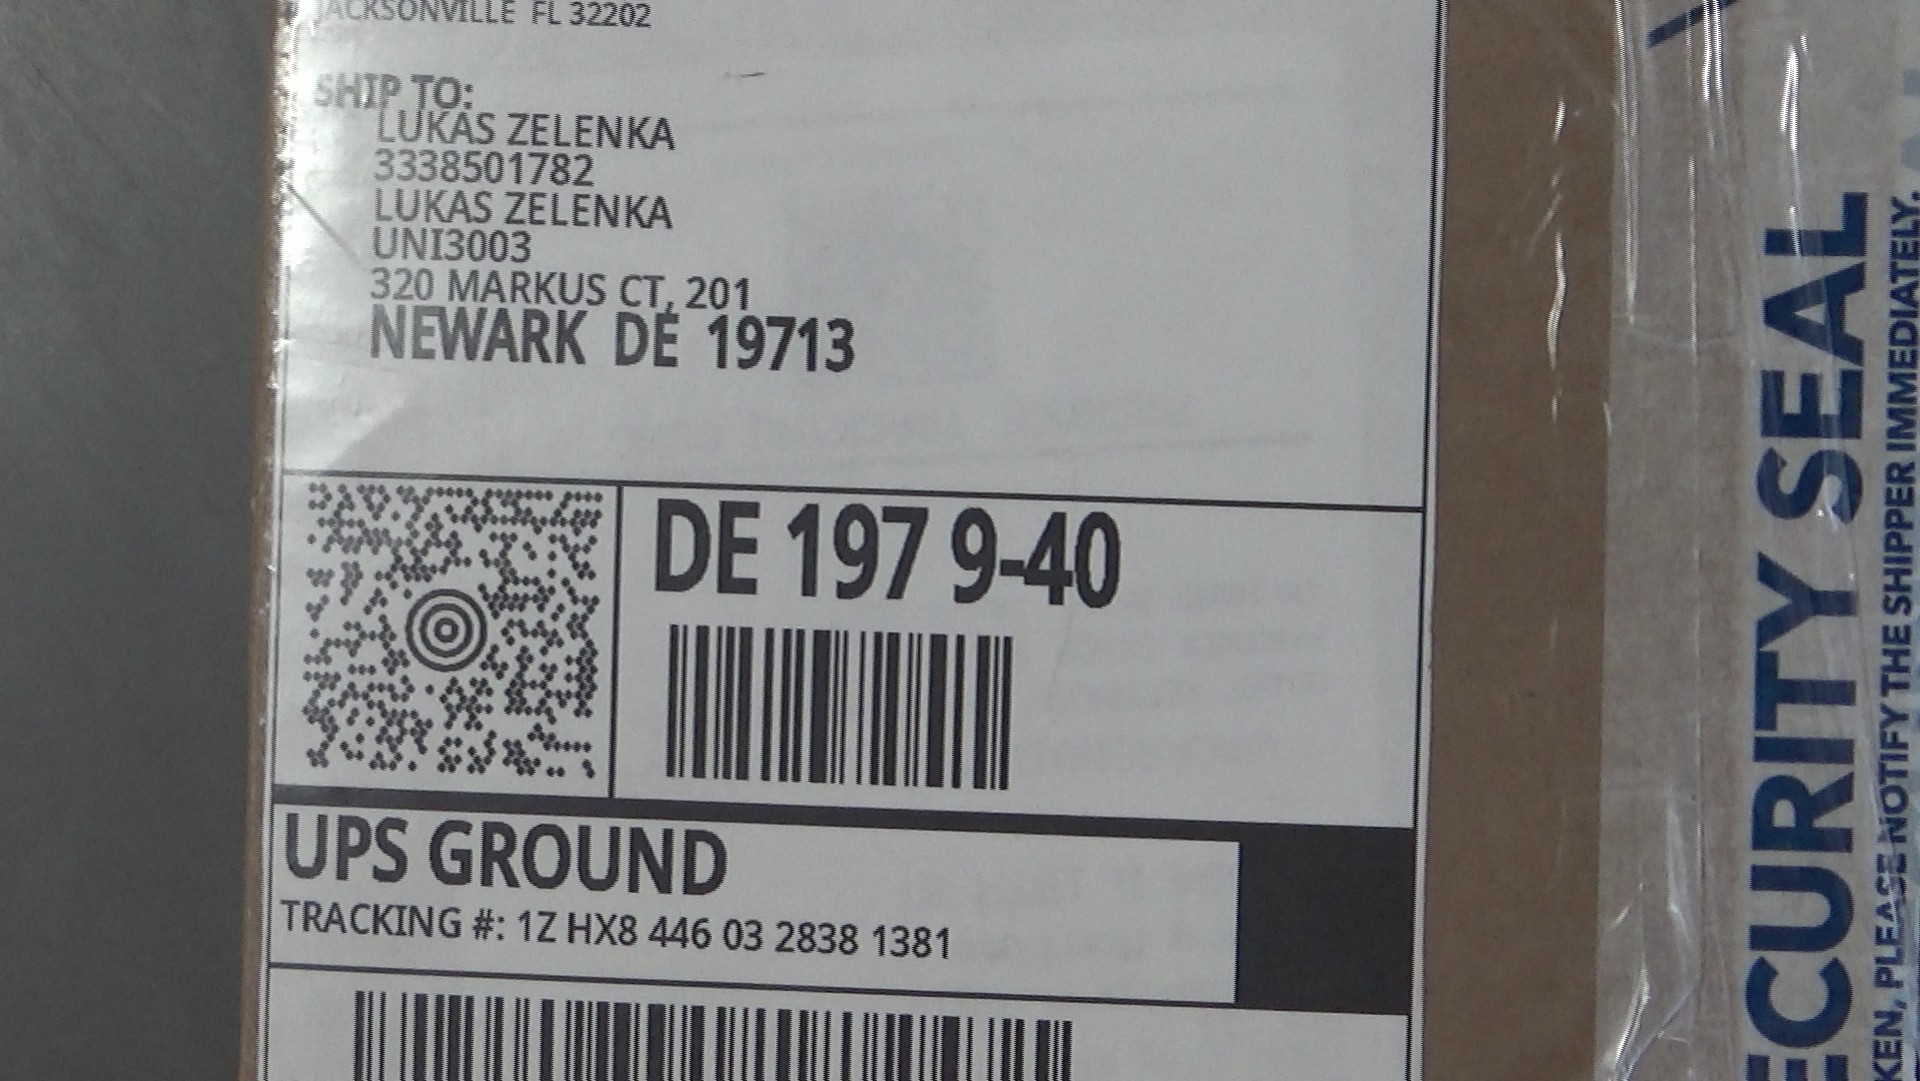 JACKSONVILLE FL 32202
SHIP TO:
LUKAS ZELENKA
3338501782
LUKAS ZELENKA
UNI3003
320 MARKUS CT, 201
NEWARK DE 19713
DE 197 9-40
UPS GROUND
TRACKING #: 1Z HX8 446 03 2838 1381
SECURITY SEAL
PLEASE NOTIFY THE SHIPPER IMMEDIATELY.